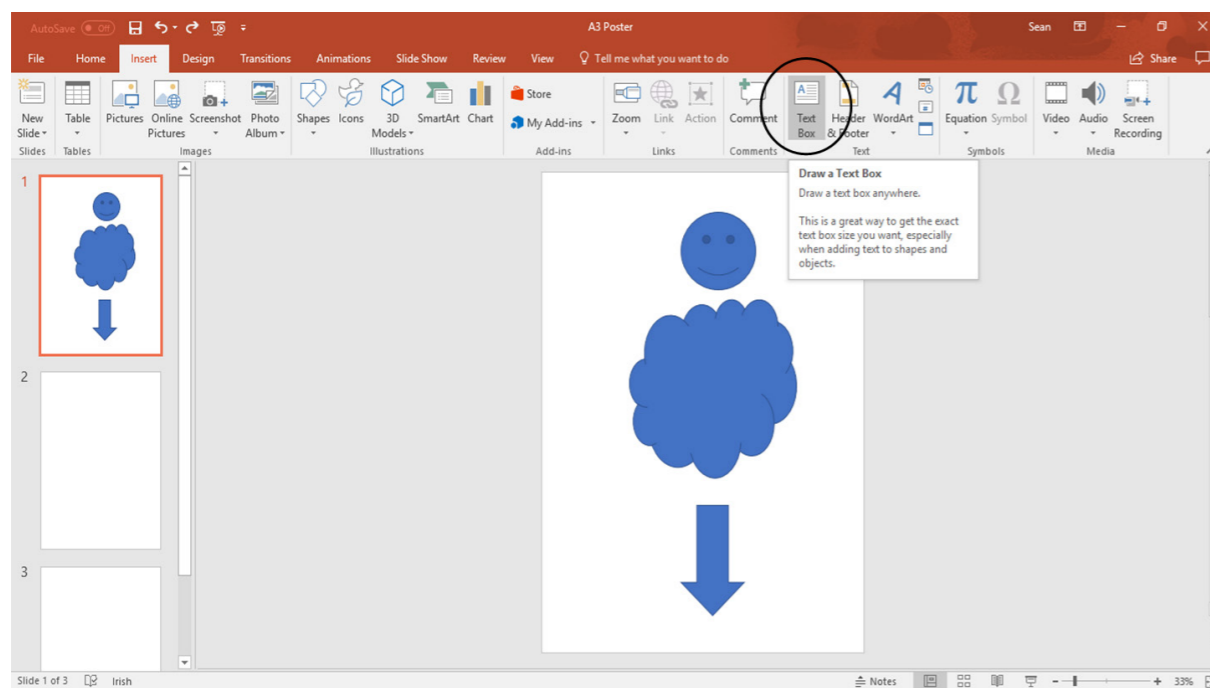 AutoSave Off A3 Poster Sean
File Home Insert Design Transitions Animations Slide Show Review View Tell me what you want to do Share
New Slide Table Pictures Online Pictures Screenshot Photo Album Shapes Icons 3D Models SmartArt Chart Store My Add-ins Zoom Link Action Comment Text Box Header & Footer WordArt Equation Symbol Video Audio Screen Recording
Slides Tables Images Illustrations Add-ins Links Comments Text Symbols Media
Draw a Text Box
Draw a text box anywhere.
This is a great way to get the exact
text box size you want, especially
when adding text to shapes and
objects.
1
2
3
Slide 1 of 3 Irish Notes 33%